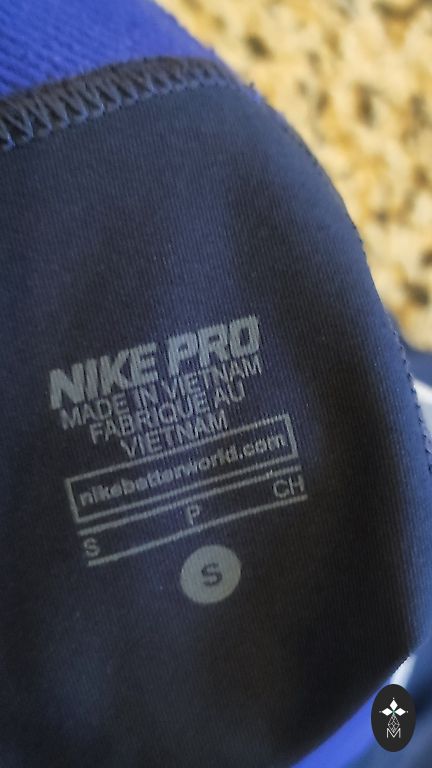 NIKE PRO
MADE IN VIETNAM
FABRIQUE AU
VIETNAM
nikebetterworld.com
S P CH
S
M